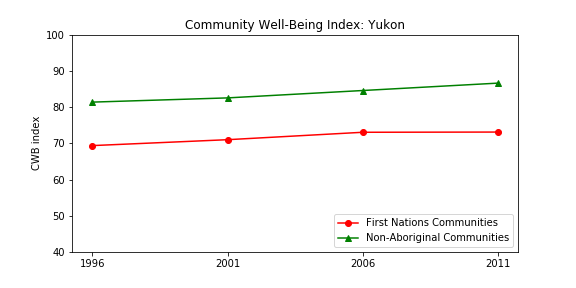 Community Well-Being Index: Yukon
100
90
80
70
60
50
40
CWB index
1996
2001
2006
2011
First Nations Communities
Non-Aboriginal Communities